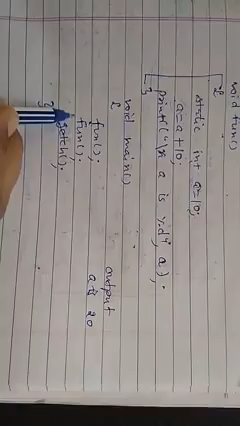 void fun()
{
static int a=10;
a=a+10;
printf("\n a is %d", a);
}
void main()
{
fun();
fun();
getch();
}
output
a is 20